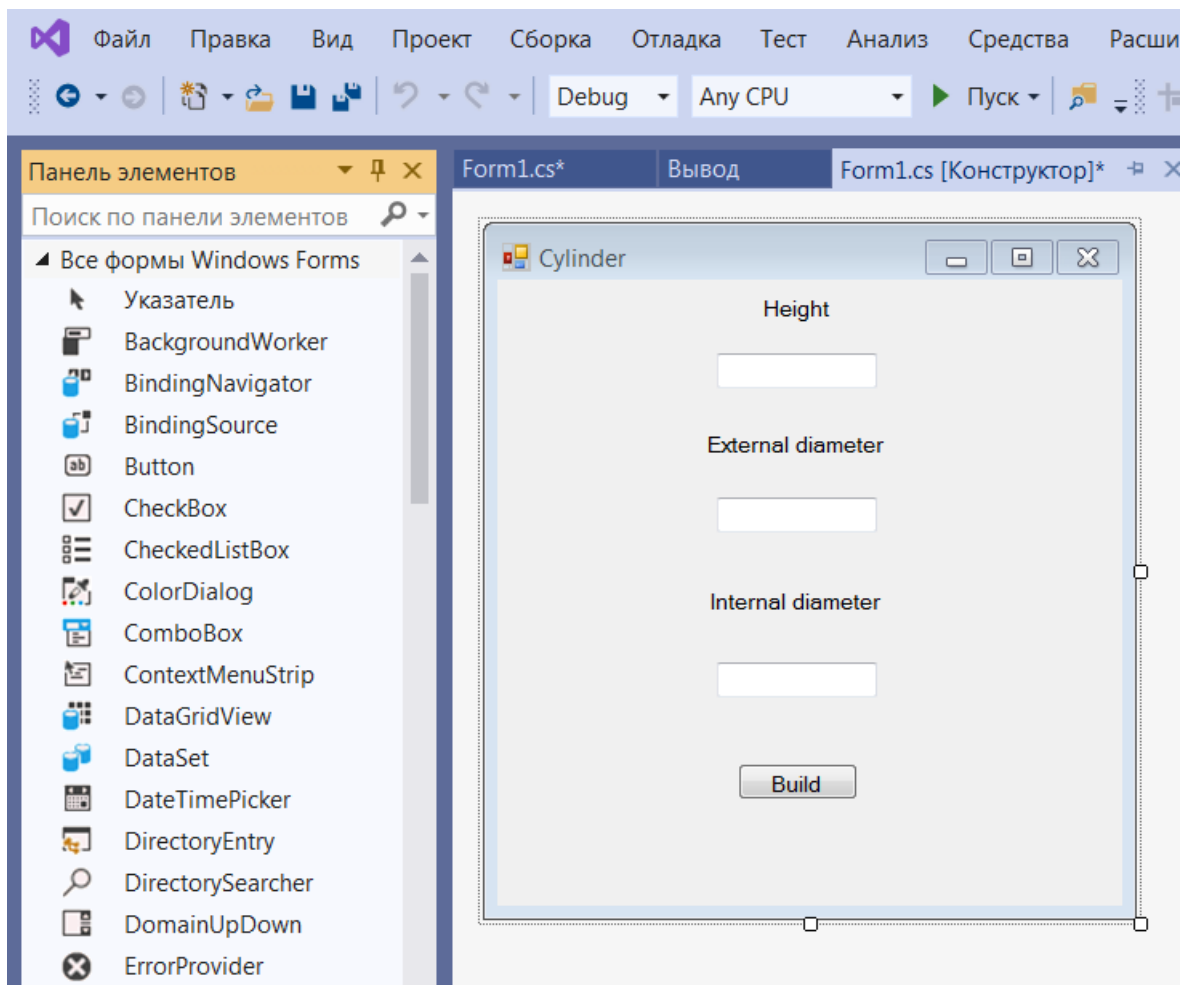 Файл Правка Вид Проект Сборка Отладка Тест Анализ Средства Расши
Debug Any CPU Пуск
Панель элементов
Поиск по панели элементов
Все формы Windows Forms
Указатель
BackgroundWorker
BindingNavigator
BindingSource
ab Button
CheckBox
CheckedListBox
ColorDialog
ComboBox
ContextMenuStrip
DataGridView
DataSet
DateTimePicker
DirectoryEntry
DirectorySearcher
DomainUpDown
ErrorProvider
Form1.cs* Вывод Form1.cs [Конструктор]*
Cylinder
Height
External diameter
Internal diameter
Build